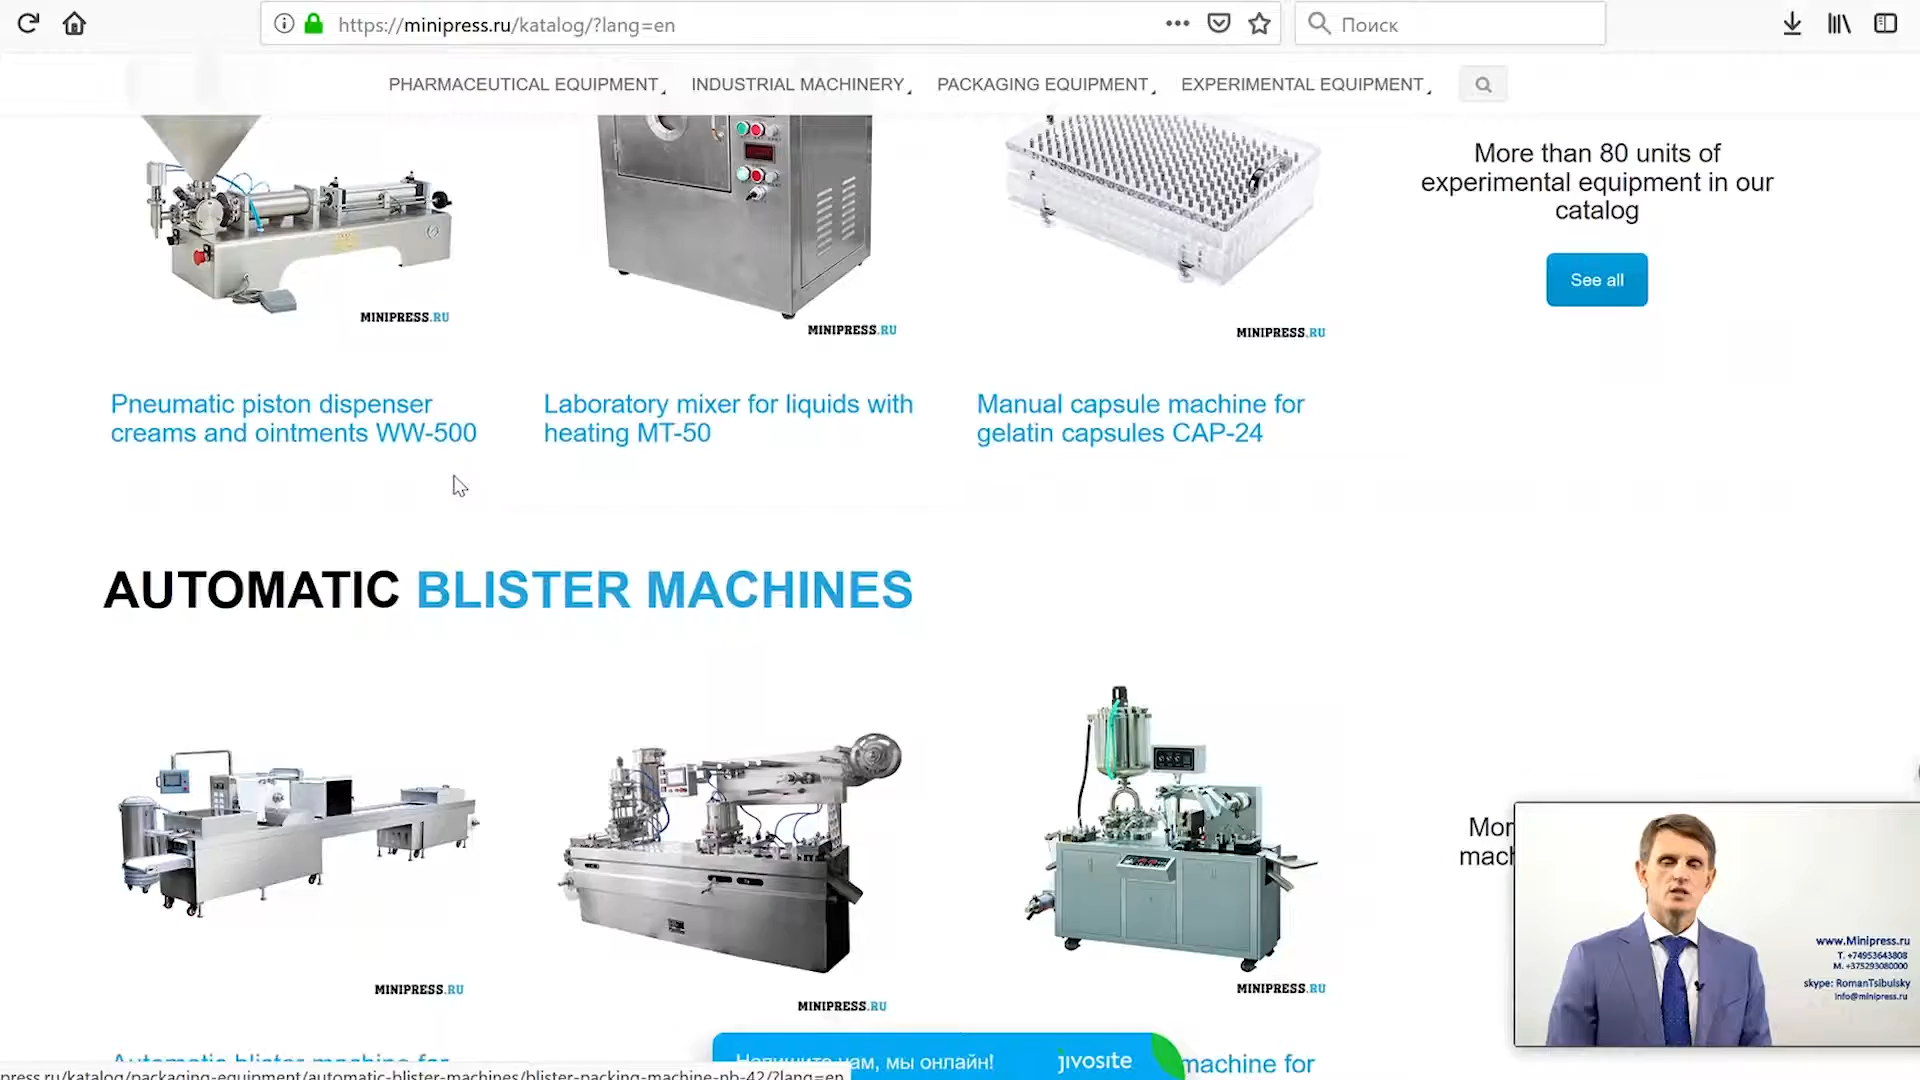 https://minipress.ru/katalog/?lang=en
Поиск
PHARMACEUTICAL EQUIPMENT
INDUSTRIAL MACHINERY
PACKAGING EQUIPMENT
EXPERIMENTAL EQUIPMENT
More than 80 units of
experimental equipment in our
catalog
See all
MINIPRESS.RU
MINIPRESS.RU
MINIPRESS.RU
Pneumatic piston dispenser
creams and ointments WW-500
Laboratory mixer for liquids with
heating MT-50
Manual capsule machine for
gelatin capsules CAP-24
AUTOMATIC BLISTER MACHINES
MINIPRESS.RU
MINIPRESS.RU
MINIPRESS.RU
www.Minipress.ru
T. +74953643808
M. +375293080000
skype: RomanTsibulsky
info@minipress.ru
Automatic blister machine for
Напишите нам, мы онлайн!
jivosite
machine for
press.ru/katalog/packaging-equipment/automatic-blister-machines/blister-packing-machine-pb-42/?lang=en